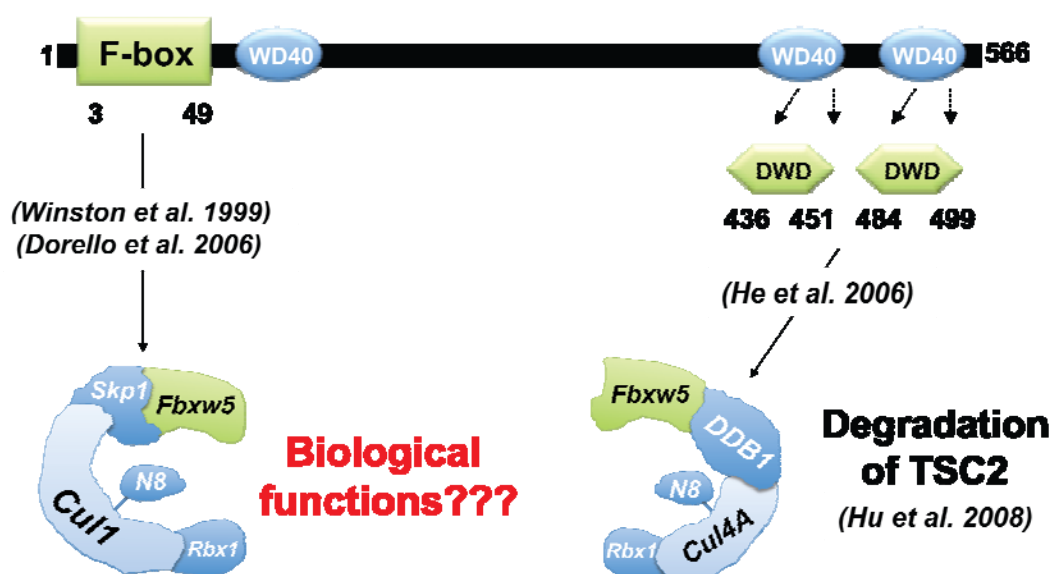 1 F-box WD40 WD40 WD40 566
3 49
DWD DWD
436 451 484 499
(Winston et al. 1999)
(Dorello et al. 2006)
(He et al. 2006)
Skp1 Fbxw5
N8
Cul1
Rbx1
Biological
functions???
Fbxw5
DDB1
N8
Cul4A
Rbx1
Degradation
of TSC2
(Hu et al. 2008)